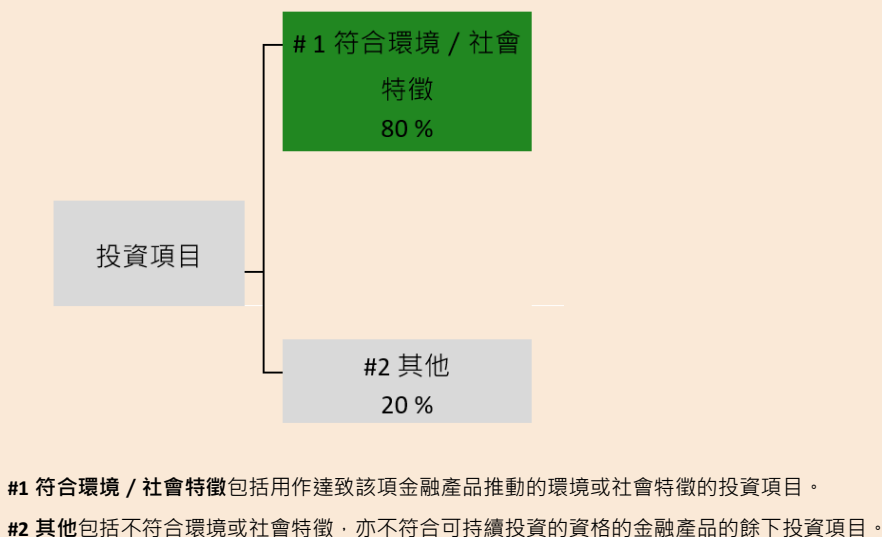 # 1 符合環境 / 社會
特徵
80 %
投資項目
#2 其他
20 %
#1 符合環境 / 社會特徵包括用作達致該項金融產品推動的環境或社會特徵的投資項目。
#2 其他包括不符合環境或社會特徵，亦不符合可持續投資的資格的金融產品的餘下投資項目。